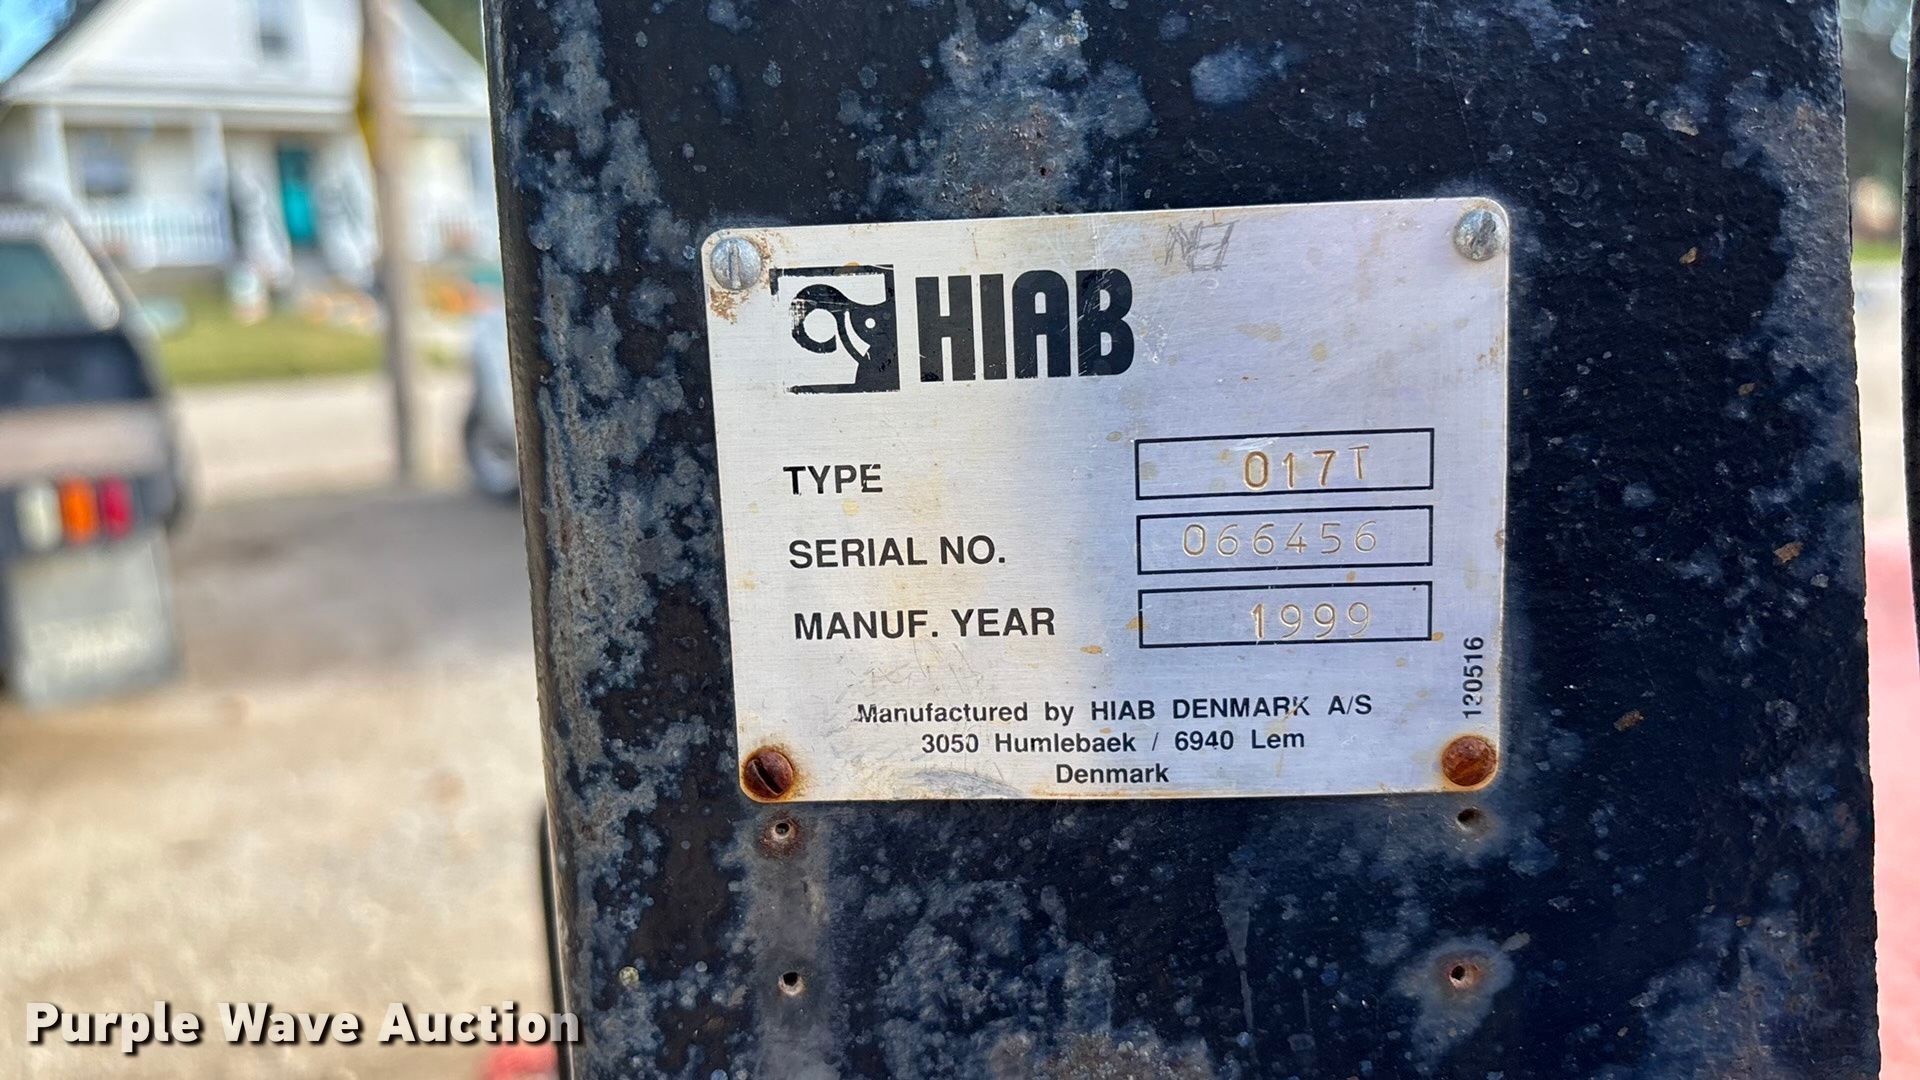 HIAB
TYPE 017T
SERIAL NO. 066456
MANUF. YEAR 1999
120516
Manufactured by HIAB DENMARK A/S
3050 Humlebaek / 6940 Lem
Denmark
Purple Wave Auction